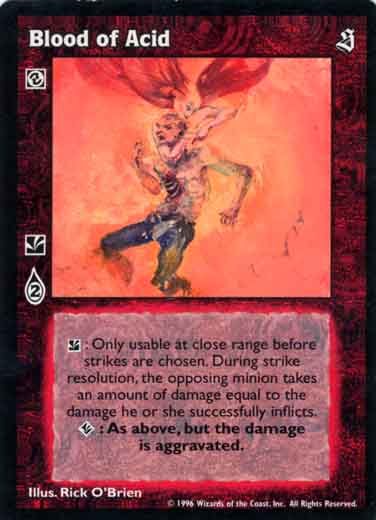 Blood of Acid
2
: Only usable at close range before
strikes are chosen. During strike
resolution, the opposing minion takes
an amount of damage equal to the
damage he or she successfully inflicts.
: As above, but the damage
is aggravated.
Illus. Rick O'Brien
© 1996 Wizards of the Coast, Inc. All Rights Reserved.